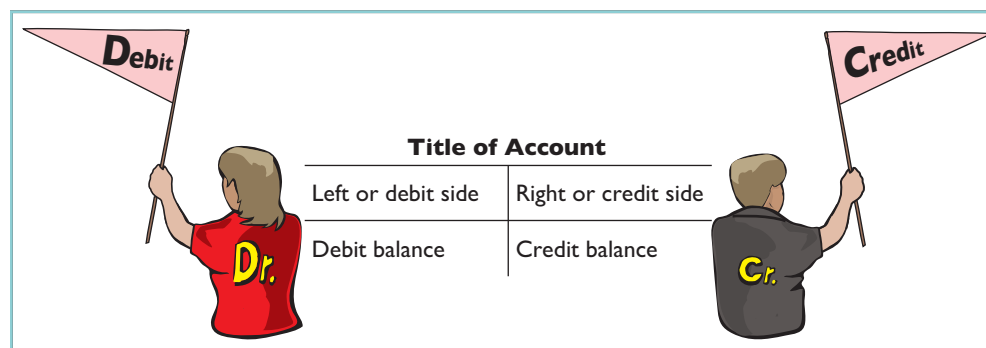 Debit
Credit
Title of Account
Left or debit side
Right or credit side
Debit balance
Credit balance
Dr.
Cr.